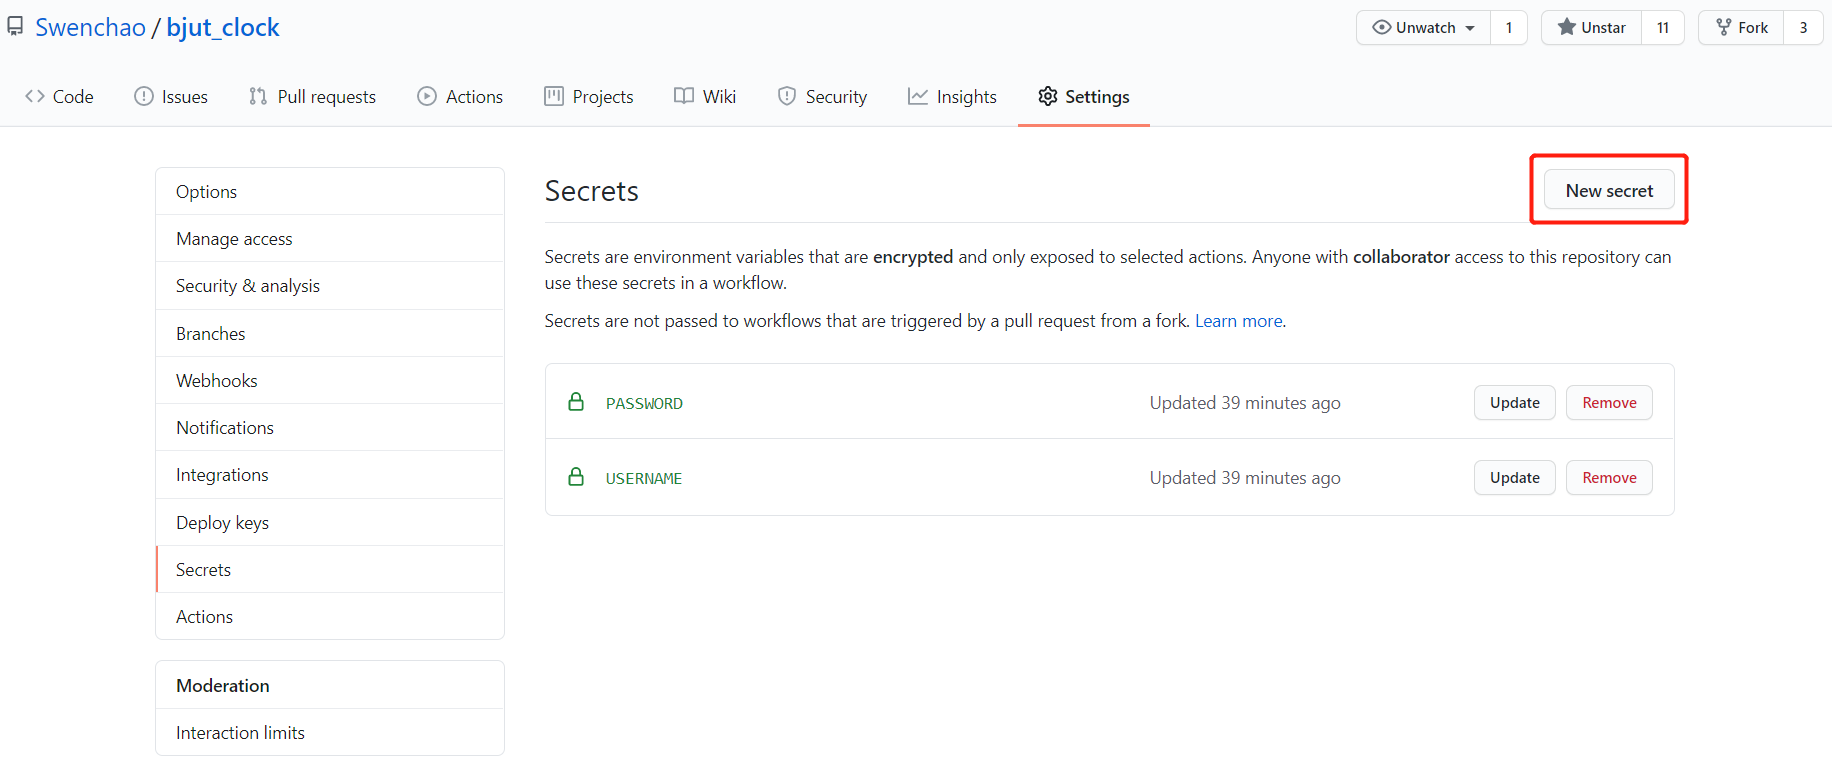 Swenchao / bjut_clock
Unwatch 1
Unstar 11
Fork 3
Code
Issues
Pull requests
Actions
Projects
Wiki
Security
Insights
Settings
Options
Manage access
Security & analysis
Branches
Webhooks
Notifications
Integrations
Deploy keys
Secrets
Actions
Moderation
Interaction limits
Secrets
New secret
Secrets are environment variables that are encrypted and only exposed to selected actions. Anyone with collaborator access to this repository can
use these secrets in a workflow.
Secrets are not passed to workflows that are triggered by a pull request from a fork. Learn more.
PASSWORD Updated 39 minutes ago Update Remove
USERNAME Updated 39 minutes ago Update Remove